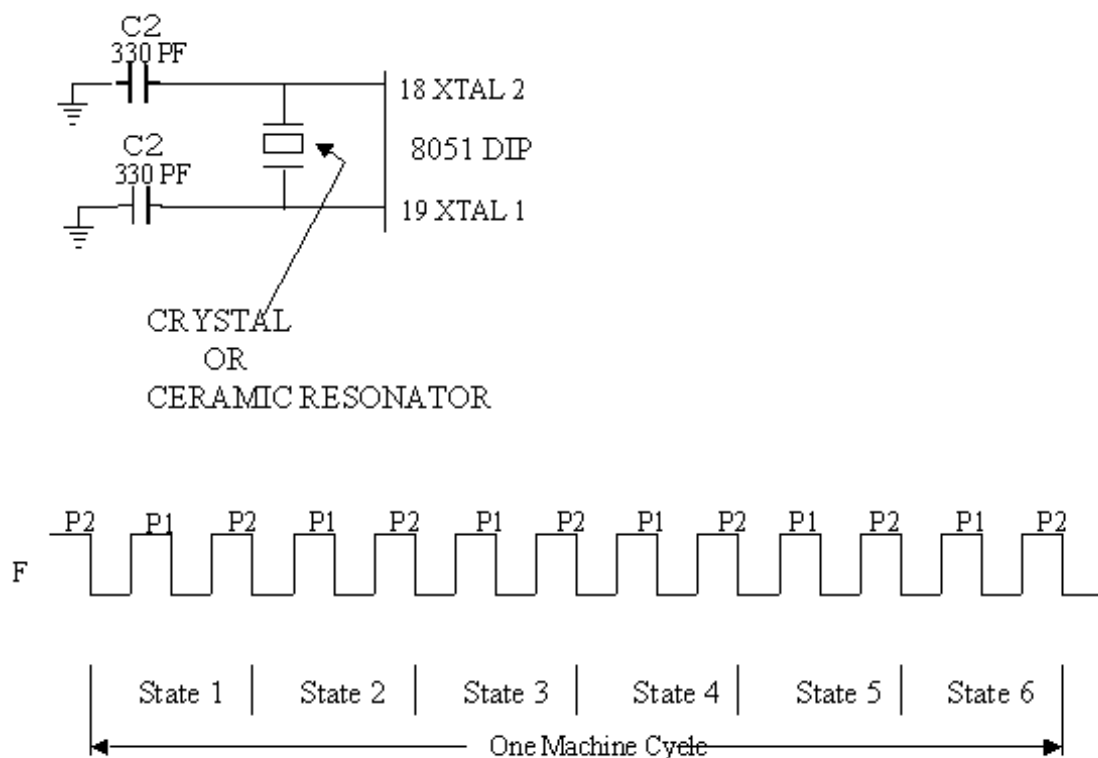 C2
330 PF
18 XTAL 2
8051 DIP
C2
330 PF
19 XTAL 1
CRYSTAL
OR
CERAMIC RESONATOR
P2 P1 P2 P1 P2 P1 P2 P1 P2 P1 P2 P1 P2
F
State 1 State 2 State 3 State 4 State 5 State 6
One Machine Cycle